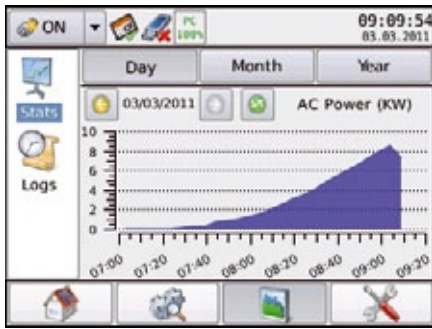 ON
PC
100%
09:09:54
03.03.2011
Day Month Year
Stats
03/03/2011 AC Power (KW)
Logs
10
8
6
4
2
0
07:00 07:20 07:40 08:00 08:20 08:40 09:00 09:20